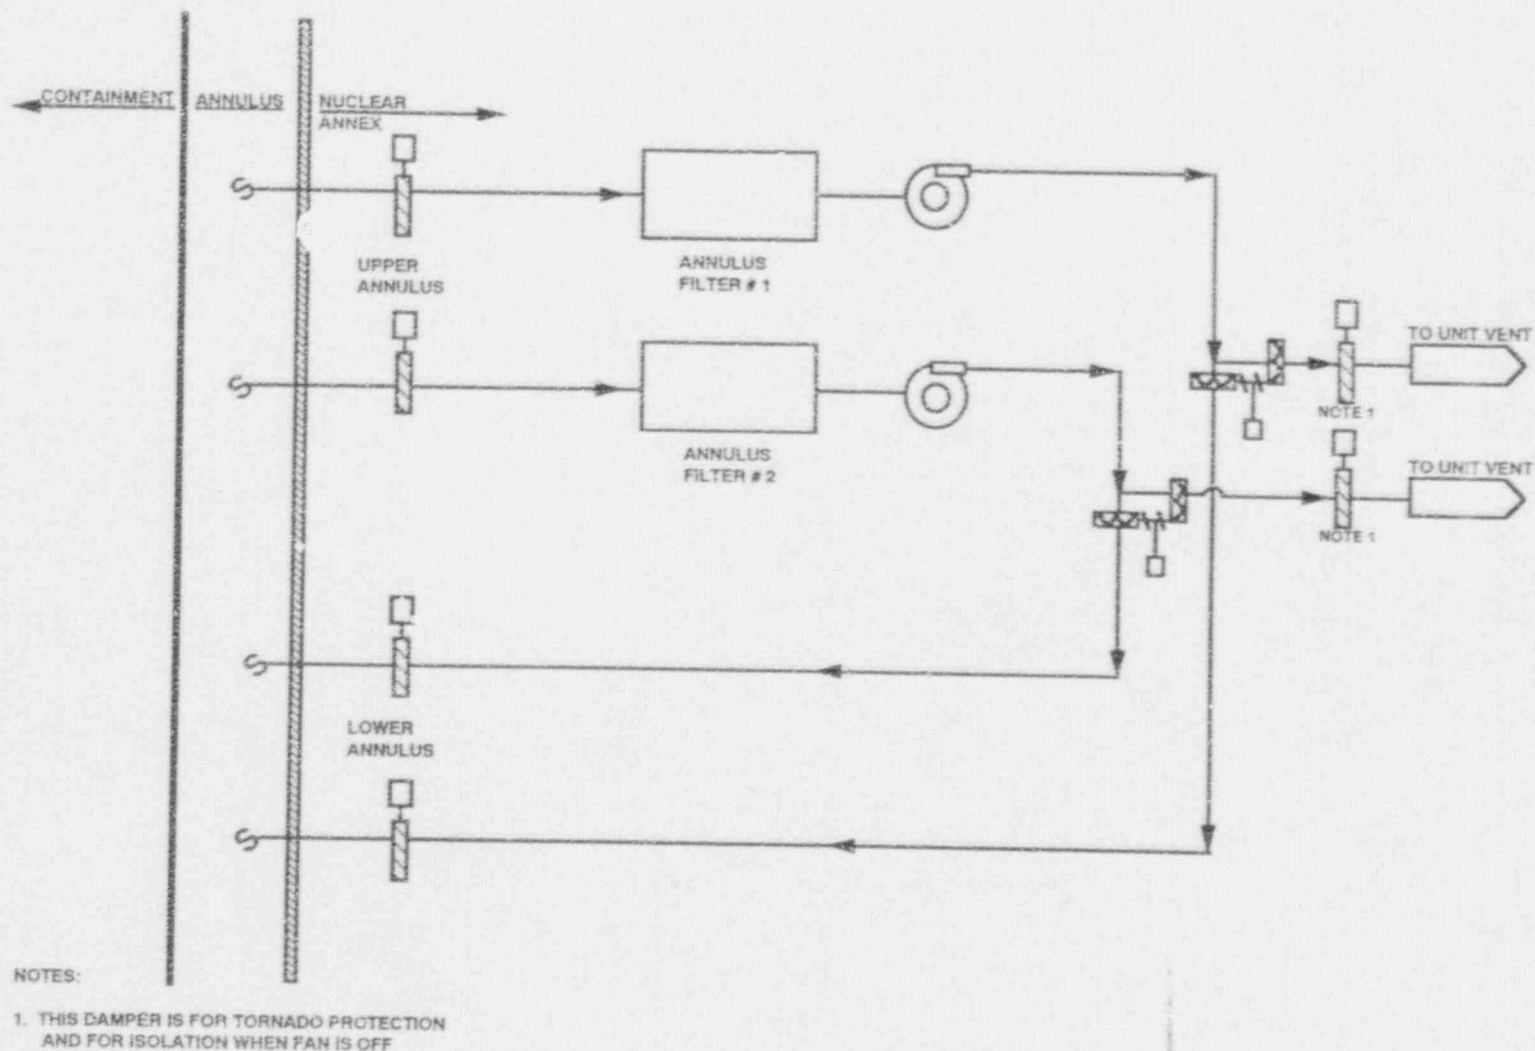 CONTAINMENT
ANNULUS
NUCLEAR
ANNEX
UPPER
ANNULUS
ANNULUS
FILTER # 1
TO UNIT VENT
NOTE 1
ANNULUS
FILTER # 2
TO UNIT VENT
NOTE 1
LOWER
ANNULUS
NOTES:
1. THIS DAMPER IS FOR TORNADO PROTECTION
AND FOR ISOLATION WHEN FAN IS OFF